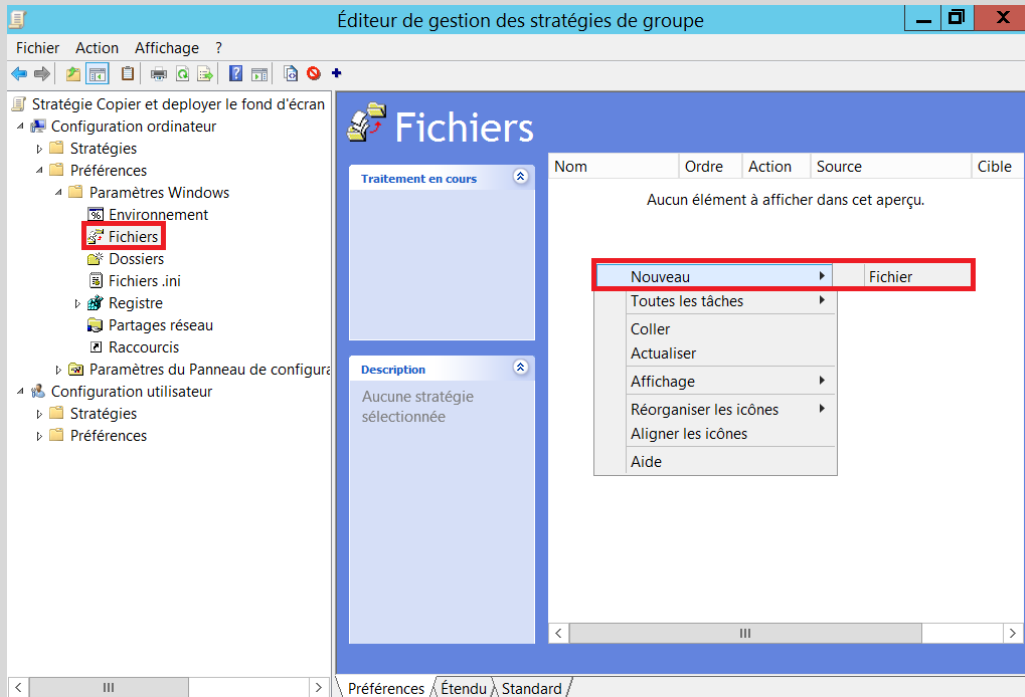 Éditeur de gestion des stratégies de groupe
Fichier Action Affichage ?
Stratégie Copier et deployer le fond d'écran
Configuration ordinateur
Stratégies
Préférences
Paramètres Windows
Environnement
Fichiers
Dossiers
Fichiers .ini
Registre
Partages réseau
Raccourcis
Paramètres du Panneau de configura
Configuration utilisateur
Stratégies
Préférences
Fichiers
Traitement en cours
Description
Aucune stratégie
sélectionnée
Nom Ordre Action Source Cible
Aucun élément à afficher dans cet aperçu.
Nouveau Fichier
Toutes les tâches
Coller
Actualiser
Affichage
Réorganiser les icônes
Aligner les icônes
Aide
Préférences Étendu Standard